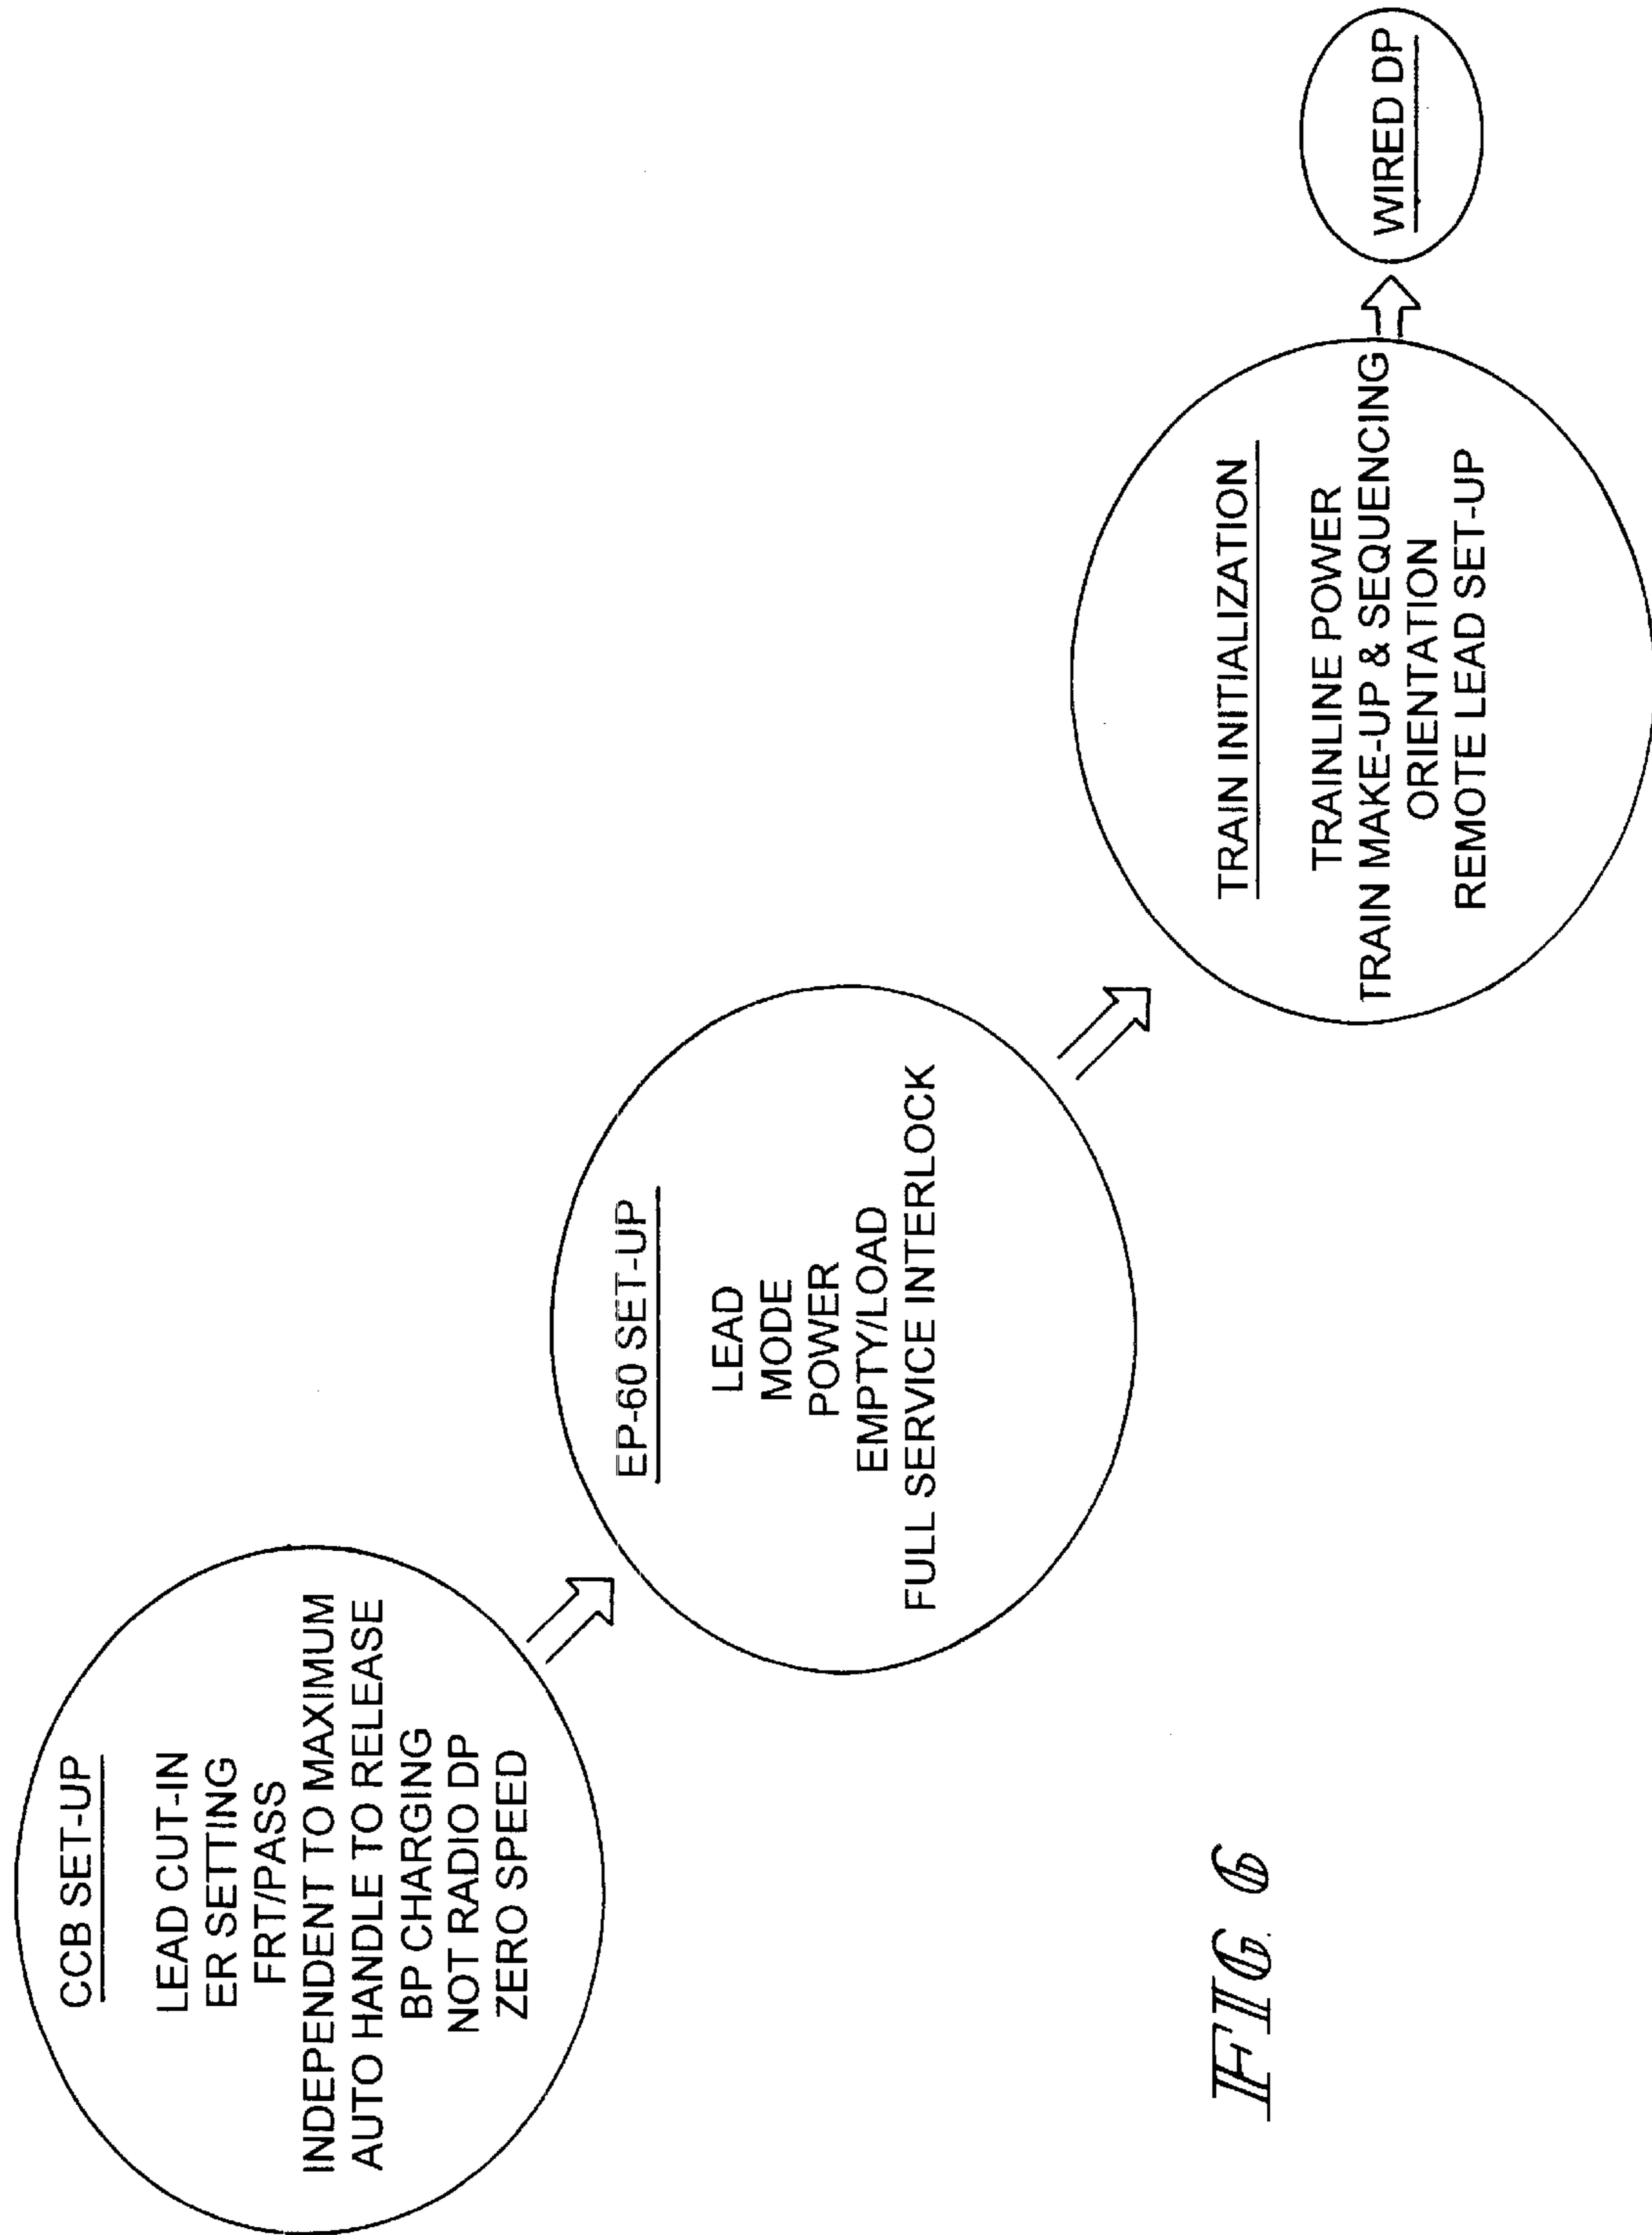 CCB SET-UP
LEAD CUT-IN
ER SETTING
FRT/PASS
INDEPENDENT TO MAXIMUM
AUTO HANDLE TO RELEASE
BP CHARGING
NOT RADIO DP
ZERO SPEED
EP-60 SET-UP
LEAD
MODE
POWER
EMPTY/LOAD
FULL SERVICE INTERLOCK
TRAIN INITIALIZATION
TRAINLINE POWER
TRAIN MAKE-UP & SEQUENCING
ORIENTATION
REMOTE LEAD SET-UP
WIRED DP
FIG. 6